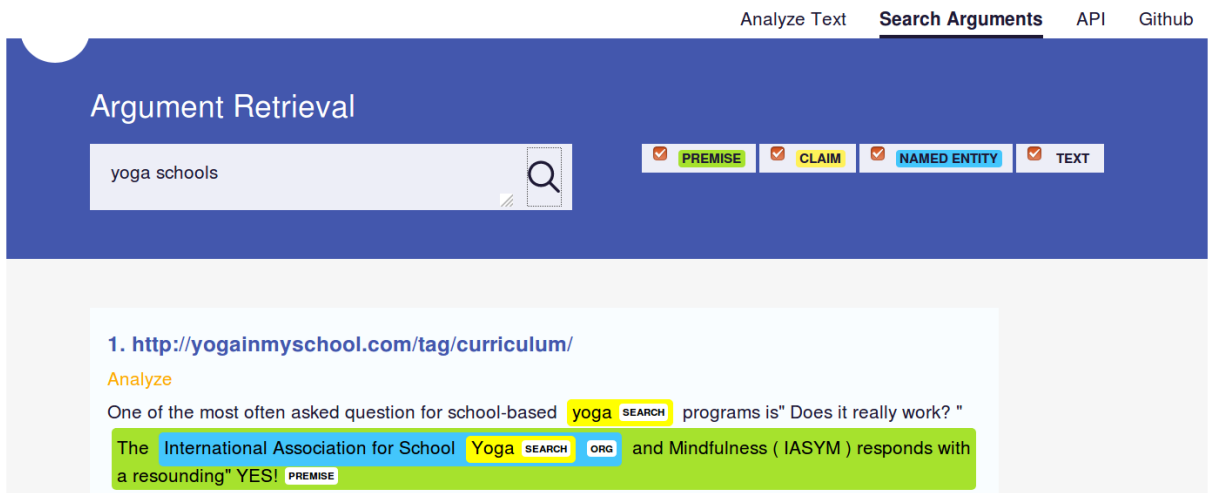 Analyze Text Search Arguments API Github
Argument Retrieval
yoga schools
PREMISE CLAIM NAMED ENTITY TEXT
1. http://yogainmyschool.com/tag/curriculum/
Analyze
One of the most often asked question for school-based yoga SEARCH programs is" Does it really work? "
The International Association for School Yoga SEARCH ORG and Mindfulness ( IASYM ) responds with
a resounding" YES! PREMISE